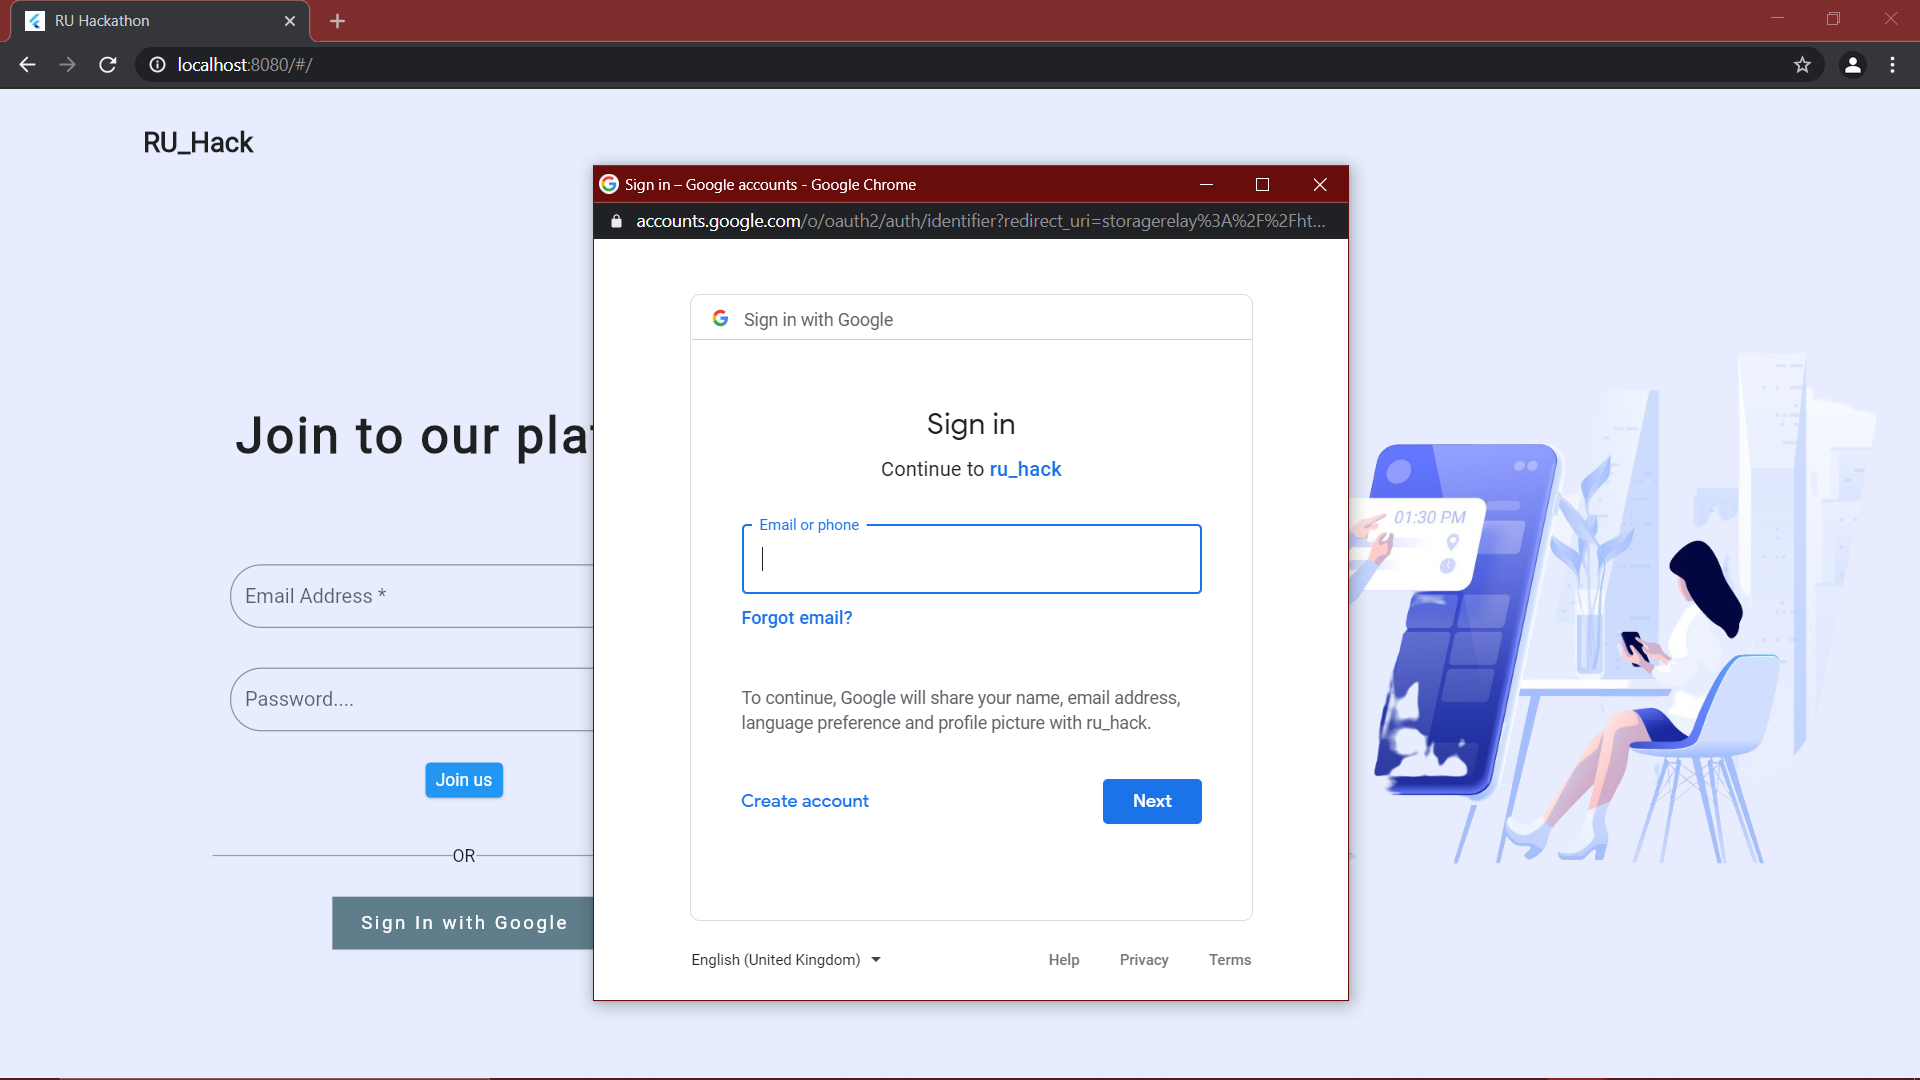 RU Hackathon
localhost:8080/#/
RU_Hack
Sign in – Google accounts - Google Chrome
accounts.google.com/o/oauth2/auth/identifier?redirect_uri=storagerelay%3A%2F%2Fht...
Sign in with Google
Sign in
Continue to ru_hack
Join to our plat
Email or phone
01:30 PM
Email Address *
Forgot email?
Password....
To continue, Google will share your name, email address,
language preference and profile picture with ru_hack.
Join us
Create account
Next
OR
Sign In with Google
English (United Kingdom)
Help
Privacy
Terms